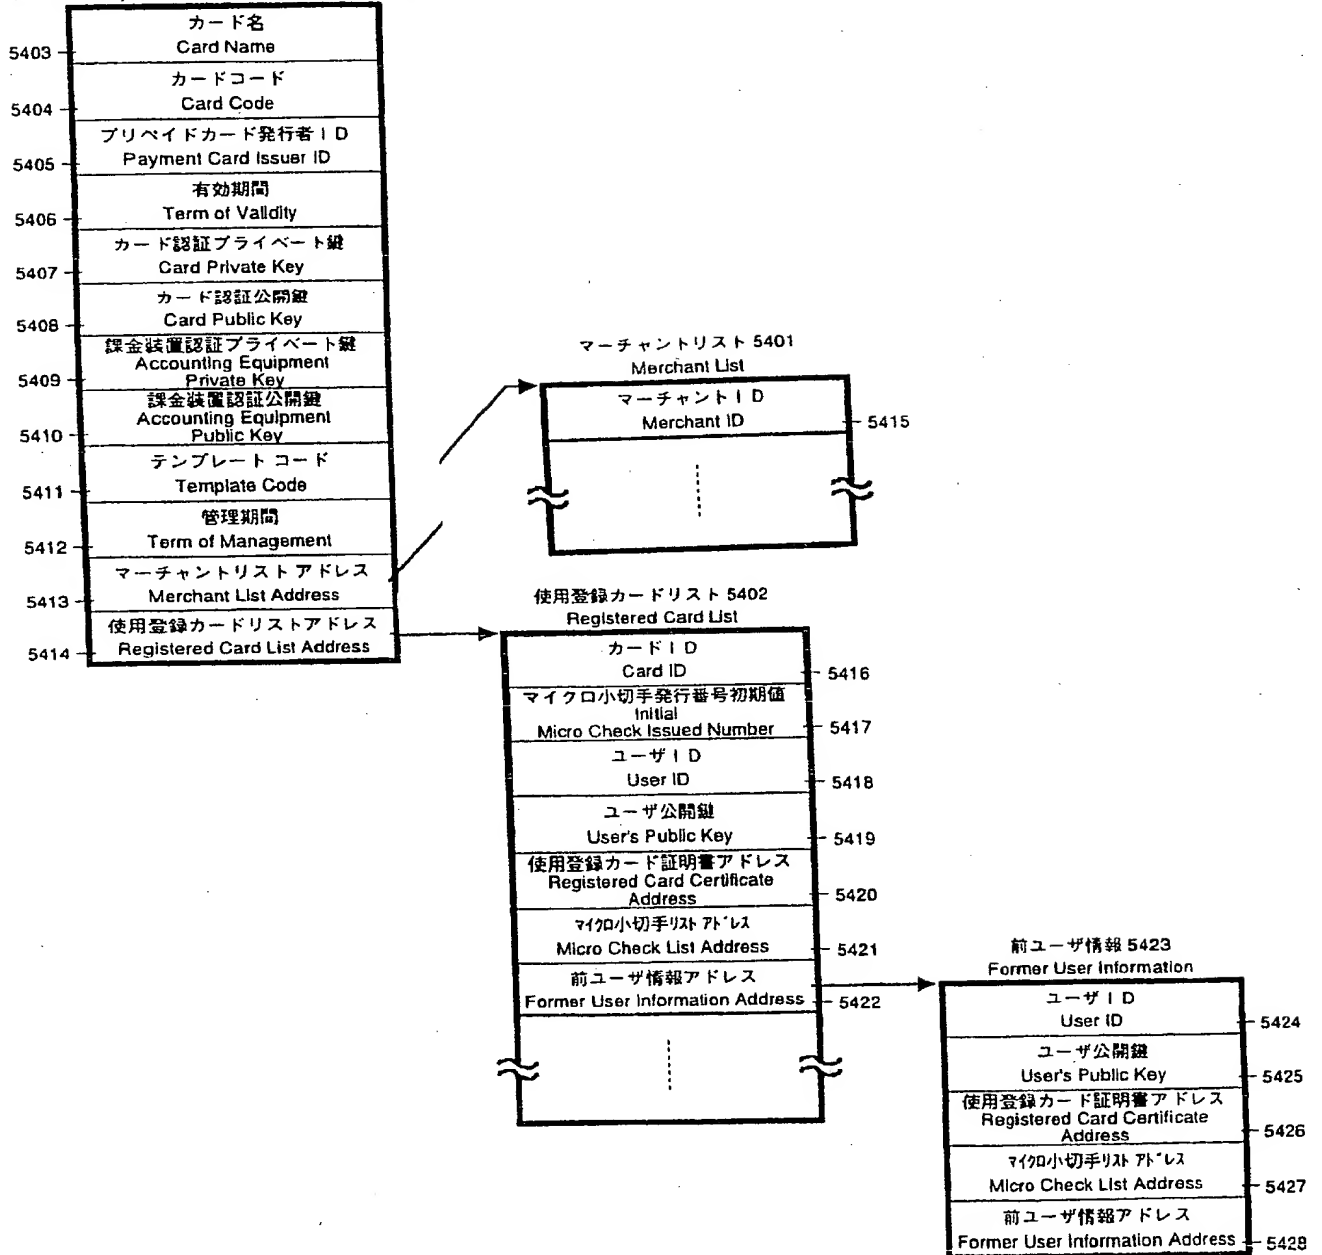 カード名
Card Name
5403
カードコード
Card Code
5404
プリペイドカード発行者ID
Payment Card Issuer ID
5405
有効期間
Term of Validity
5406
カード認証プライベート鍵
Card Private Key
5407
カード認証公開鍵
Card Public Key
5408
課金装置認証プライベート鍵
Accounting Equipment
Private Key
5409
課金装置認証公開鍵
Accounting Equipment
Public Key
5410
テンプレートコード
Template Code
5411
管理期間
Term of Management
5412
マーチャントリストアドレス
Merchant List Address
5413
使用登録カードリストアドレス
Registered Card List Address
5414
マーチャントリスト 5401
Merchant List
マーチャントID
Merchant ID
5415
使用登録カードリスト 5402
Registered Card List
カードID
Card ID
5416
マイクロ小切手発行番号初期値
Initial
Micro Check Issued Number
5417
ユーザID
User ID
5418
ユーザ公開鍵
User's Public Key
5419
使用登録カード証明書アドレス
Registered Card Certificate
Address
5420
マイクロ小切手リストアドレス
Micro Check List Address
5421
前ユーザ情報アドレス
Former User Information Address
5422
前ユーザ情報 5423
Former User Information
ユーザID
User ID
5424
ユーザ公開鍵
User's Public Key
5425
使用登録カード証明書アドレス
Registered Card Certificate
Address
5426
マイクロ小切手リストアドレス
Micro Check List Address
5427
前ユーザ情報アドレス
Former User Information Address
5428